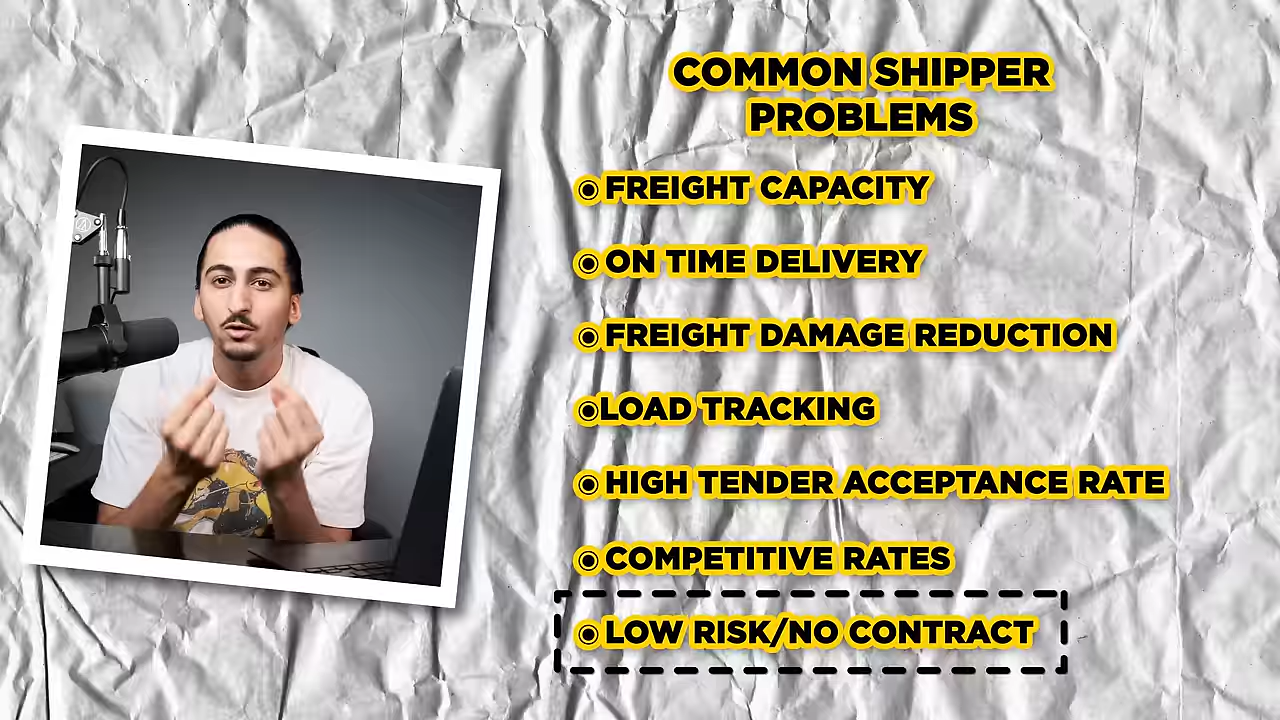 COMMON SHIPPER
PROBLEMS
◉ FREIGHT CAPACITY
◉ ON TIME DELIVERY
◉ FREIGHT DAMAGE REDUCTION
◉LOAD TRACKING
◉ HIGH TENDER ACCEPTANCE RATE
◉ COMPETITIVE RATES
◉ LOW RISK/NO CONTRACT